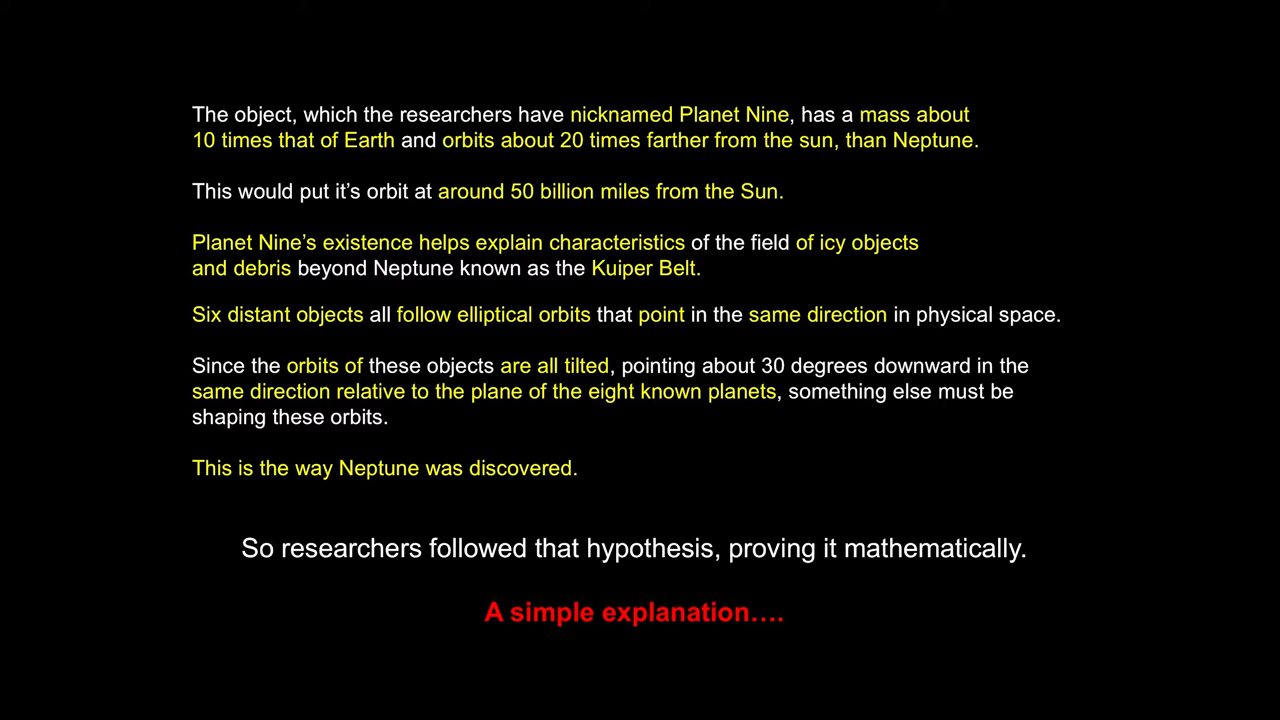 The object, which the researchers have nicknamed Planet Nine, has a mass about
10 times that of Earth and orbits about 20 times farther from the sun, than Neptune.
This would put it’s orbit at around 50 billion miles from the Sun.
Planet Nine’s existence helps explain characteristics of the field of icy objects
and debris beyond Neptune known as the Kuiper Belt.
Six distant objects all follow elliptical orbits that point in the same direction in physical space.
Since the orbits of these objects are all tilted, pointing about 30 degrees downward in the
same direction relative to the plane of the eight known planets, something else must be
shaping these orbits.
This is the way Neptune was discovered.
So researchers followed that hypothesis, proving it mathematically.
A simple explanation….